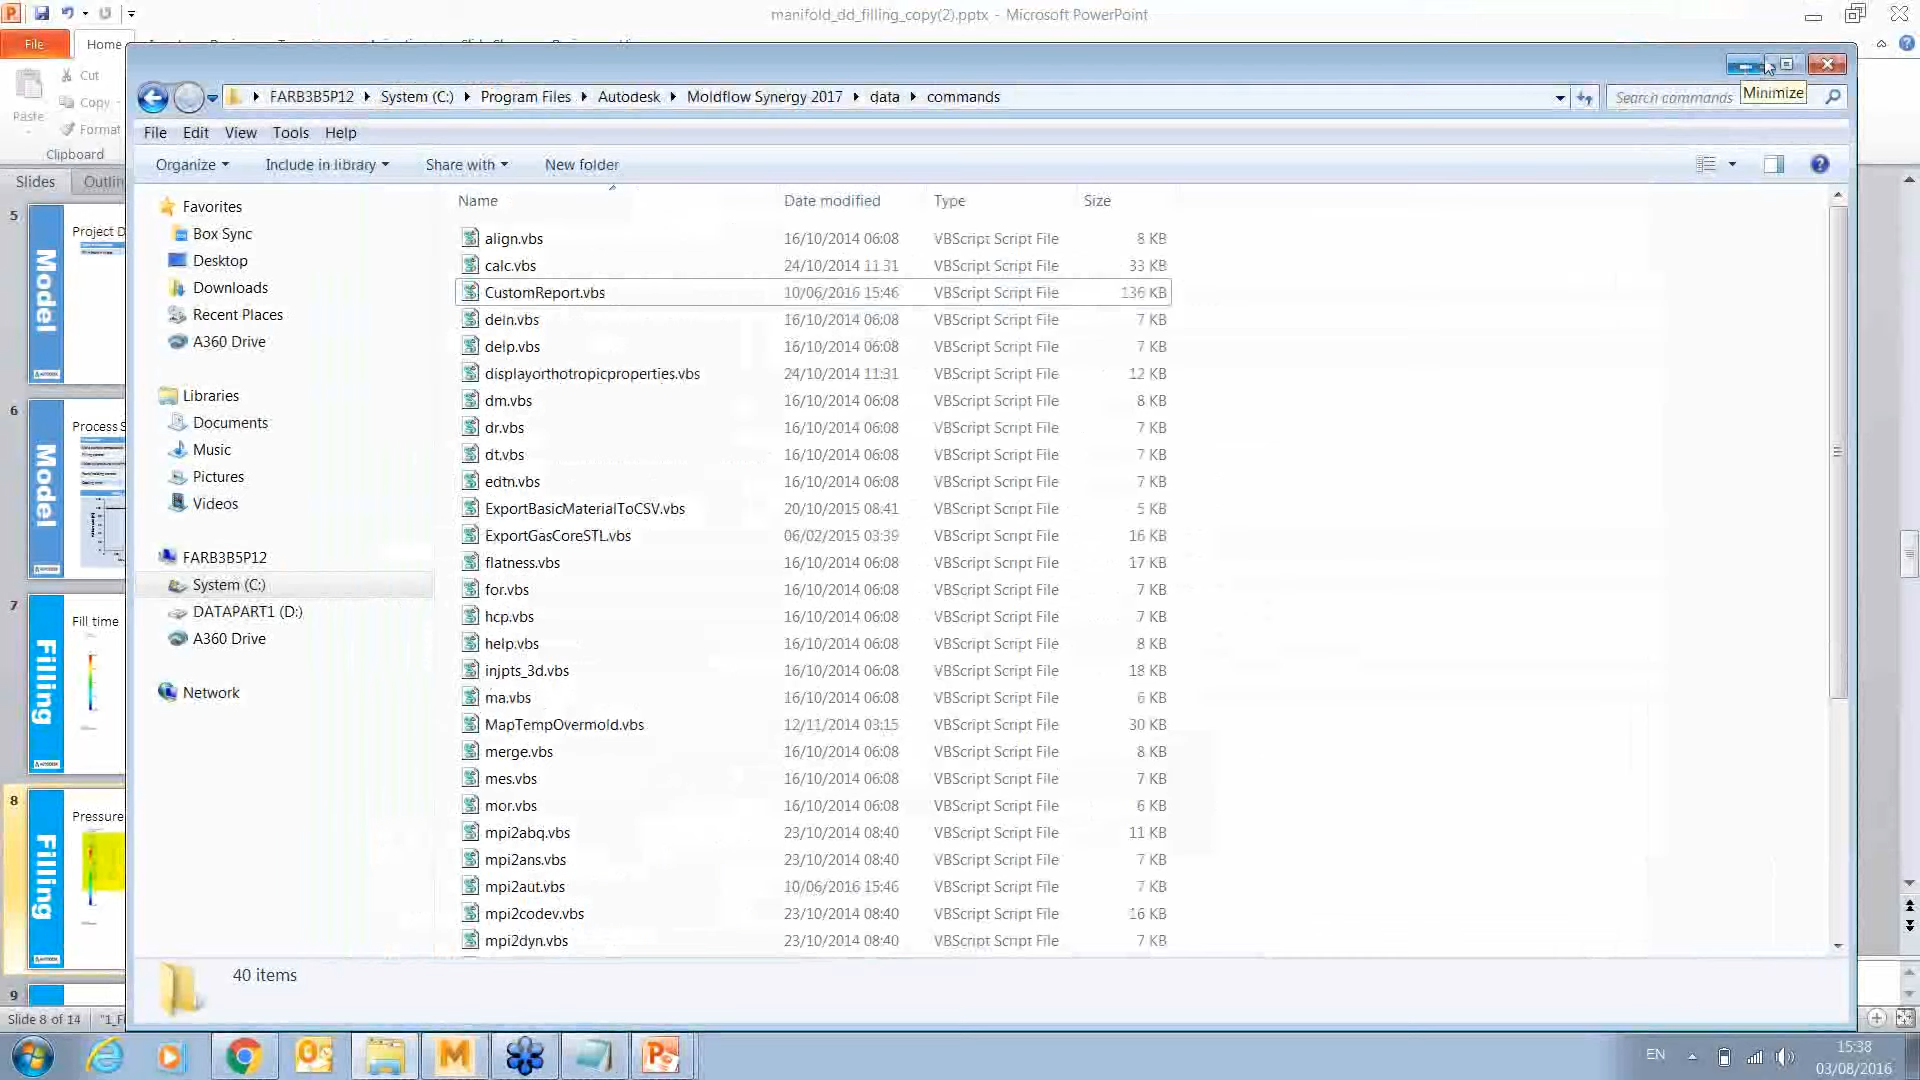 manifold_dd_filling_copy(2).pptx - Microsoft PowerPoint
File
Home
Cut
Copy
Format
Paste
Clipboard
Slides
Outlin
5
Project D
Model
AUTODESK
6
Process S
Model
AUTODESK
7
Fill time
Filling
AUTODESK
8
Pressure
Filling
AUTODESK
9
Slide 8 of 14
"1_Fi
FARB3B5P12
System (C:)
Program Files
Autodesk
Moldflow Synergy 2017
data
commands
Search commands
Minimize
File Edit View Tools Help
Organize
Include in library
Share with
New folder
Favorites
Box Sync
Desktop
Downloads
Recent Places
A360 Drive
Libraries
Documents
Music
Pictures
Videos
FARB3B5P12
System (C:)
DATAPART1 (D:)
A360 Drive
Network
Name Date modified Type Size
align.vbs 16/10/2014 06:08 VBScript Script File 8 KB
calc.vbs 24/10/2014 11:31 VBScript Script File 33 KB
CustomReport.vbs 10/06/2016 15:46 VBScript Script File 136 KB
deln.vbs 16/10/2014 06:08 VBScript Script File 7 KB
delp.vbs 16/10/2014 06:08 VBScript Script File 7 KB
displayorthotropicproperties.vbs 24/10/2014 11:31 VBScript Script File 12 KB
dm.vbs 16/10/2014 06:08 VBScript Script File 8 KB
dr.vbs 16/10/2014 06:08 VBScript Script File 7 KB
dt.vbs 16/10/2014 06:08 VBScript Script File 7 KB
edtn.vbs 16/10/2014 06:08 VBScript Script File 7 KB
ExportBasicMaterialToCSV.vbs 20/10/2015 08:41 VBScript Script File 5 KB
ExportGasCoreSTL.vbs 06/02/2015 03:39 VBScript Script File 16 KB
flatness.vbs 16/10/2014 06:08 VBScript Script File 17 KB
for.vbs 16/10/2014 06:08 VBScript Script File 7 KB
hcp.vbs 16/10/2014 06:08 VBScript Script File 7 KB
help.vbs 16/10/2014 06:08 VBScript Script File 8 KB
injpts_3d.vbs 16/10/2014 06:08 VBScript Script File 18 KB
ma.vbs 16/10/2014 06:08 VBScript Script File 6 KB
MapTempOvermold.vbs 12/11/2014 03:15 VBScript Script File 30 KB
merge.vbs 16/10/2014 06:08 VBScript Script File 8 KB
mes.vbs 16/10/2014 06:08 VBScript Script File 7 KB
mor.vbs 16/10/2014 06:08 VBScript Script File 6 KB
mpi2abq.vbs 23/10/2014 08:40 VBScript Script File 11 KB
mpi2ans.vbs 23/10/2014 08:40 VBScript Script File 7 KB
mpi2aut.vbs 10/06/2016 15:46 VBScript Script File 7 KB
mpi2codev.vbs 23/10/2014 08:40 VBScript Script File 16 KB
mpi2dyn.vbs 23/10/2014 08:40 VBScript Script File 7 KB
40 items
EN
15:38
03/08/2016